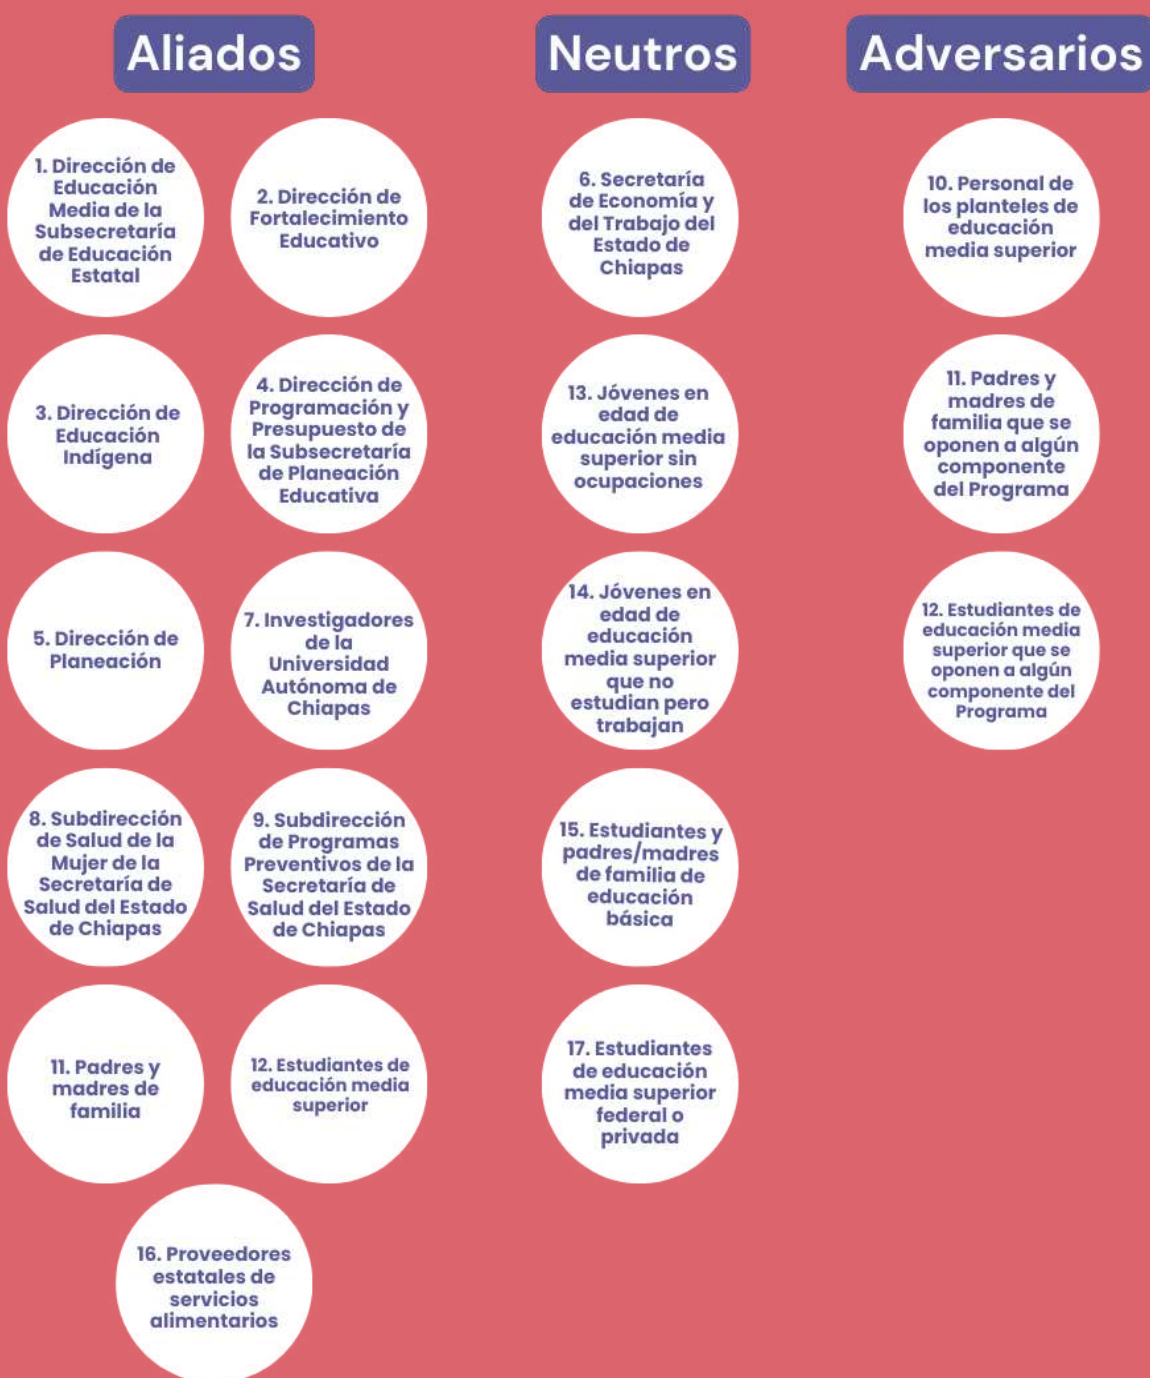 Aliados
Neutros
Adversarios
1. Dirección de
Educación
Media de la
Subsecretaría
de Educación
Estatal
2. Dirección de
Fortalecimiento
Educativo
6. Secretaría
de Economía y
del Trabajo del
Estado de
Chiapas
10. Personal de
los planteles de
educación
media superior
3. Dirección de
Educación
Indígena
4. Dirección de
Programación y
Presupuesto de
la Subsecretaría
de Planeación
Educativa
13. Jóvenes en
edad de
educación media
superior sin
ocupaciones
11. Padres y
madres de
familia que se
oponen a algún
componente
del Programa
5. Dirección de
Planeación
7. Investigadores
de la
Universidad
Autónoma de
Chiapas
14. Jóvenes en
edad de
educación
media superior
que no
estudian pero
trabajan
12. Estudiantes de
educación media
superior que se
oponen a algún
componente del
Programa
8. Subdirección
de Salud de la
Mujer de la
Secretaría de
Salud del Estado
de Chiapas
9. Subdirección
de Programas
Preventivos de la
Secretaría de
Salud del Estado
de Chiapas
15. Estudiantes y
padres/madres
de familia de
educación
básica
11. Padres y
madres de
familia
12. Estudiantes de
educación media
superior
17. Estudiantes
de educación
media superior
federal o
privada
16. Proveedores
estatales de
servicios
alimentarios